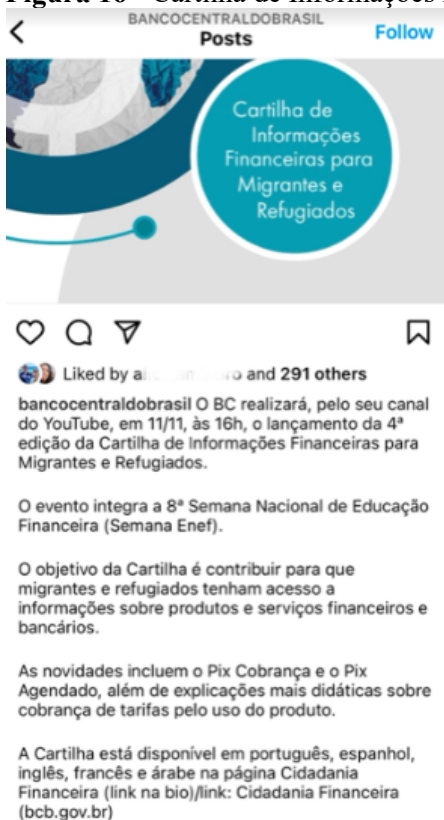 BANCOCENTRALDOBRASIL
Posts
Follow
Cartilha de
Informações
Financeiras para
Migrantes e
Refugiados
Liked by and 291 others
bancocentraldobrasil O BC realizará, pelo seu canal
do YouTube, em 11/11, às 16h, o lançamento da 4ª
edição da Cartilha de Informações Financeiras para
Migrantes e Refugiados.
O evento integra a 8ª Semana Nacional de Educação
Financeira (Semana Enef).
O objetivo da Cartilha é contribuir para que
migrantes e refugiados tenham acesso a
informações sobre produtos e serviços financeiros e
bancários.
As novidades incluem o Pix Cobrança e o Pix
Agendado, além de explicações mais didáticas sobre
cobrança de tarifas pelo uso do produto.
A Cartilha está disponível em português, espanhol,
inglês, francês e árabe na página Cidadania
Financeira (link na bio)/link: Cidadania Financeira
(bcb.gov.br)